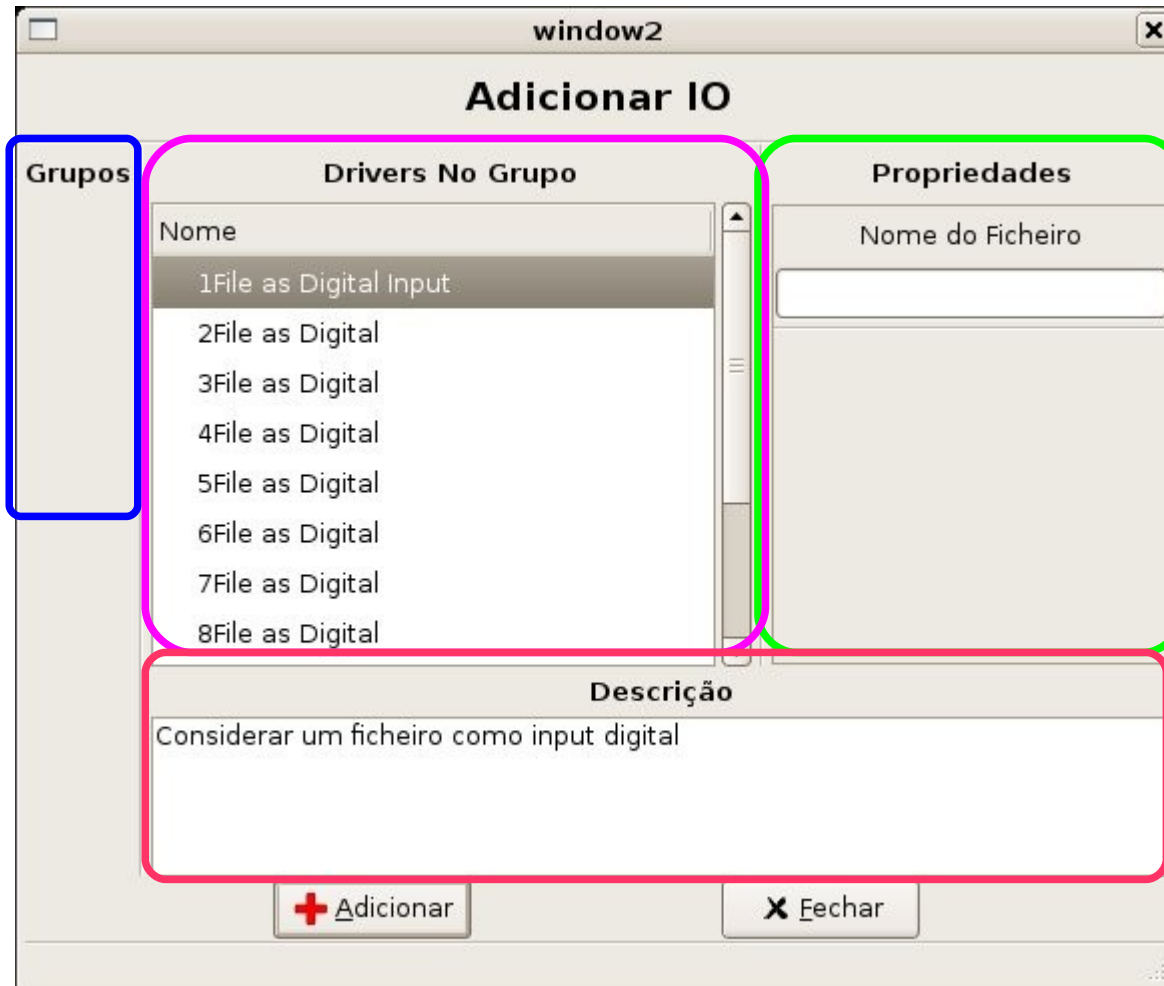 window2
Adicionar IO
Grupos
Drivers No Grupo
Propriedades
Nome
Nome do Ficheiro
1File as Digital Input
2File as Digital
3File as Digital
4File as Digital
5File as Digital
6File as Digital
7File as Digital
8File as Digital
Descrição
Considerar um ficheiro como input digital
Adicionar
Fechar